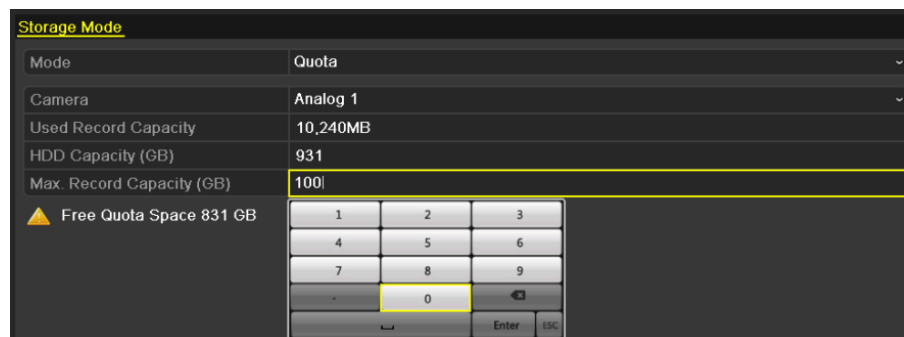 Storage Mode
Mode Quota
Camera Analog 1
Used Record Capacity 10,240MB
HDD Capacity (GB) 931
Max. Record Capacity (GB) 100
Free Quota Space 831 GB
1 2 3
4 5 6
7 8 9
. 0
Enter ESC